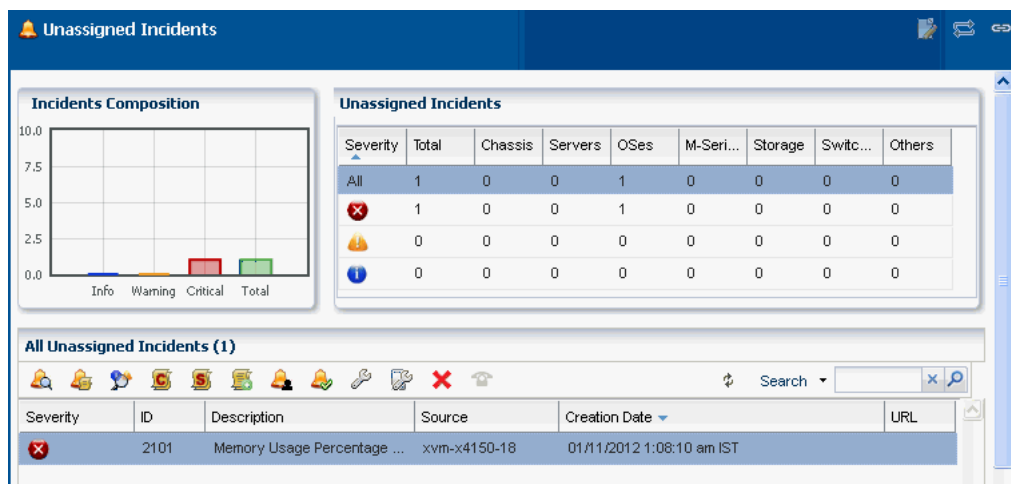 Unassigned Incidents
Incidents Composition
10.0
7.5
5.0
2.5
0.0
Info Warning Critical Total
Unassigned Incidents
Severity Total Chassis Servers OSes M-Seri... Storage Switc... Others
All 1 0 0 1 0 0 0 0
1 0 0 1 0 0 0 0
0 0 0 0 0 0 0 0
0 0 0 0 0 0 0 0
All Unassigned Incidents (1)
C S Search
Severity ID Description Source Creation Date URL
2101 Memory Usage Percentage ... xvm-x4150-18 01/11/2012 1:08:10 am IST